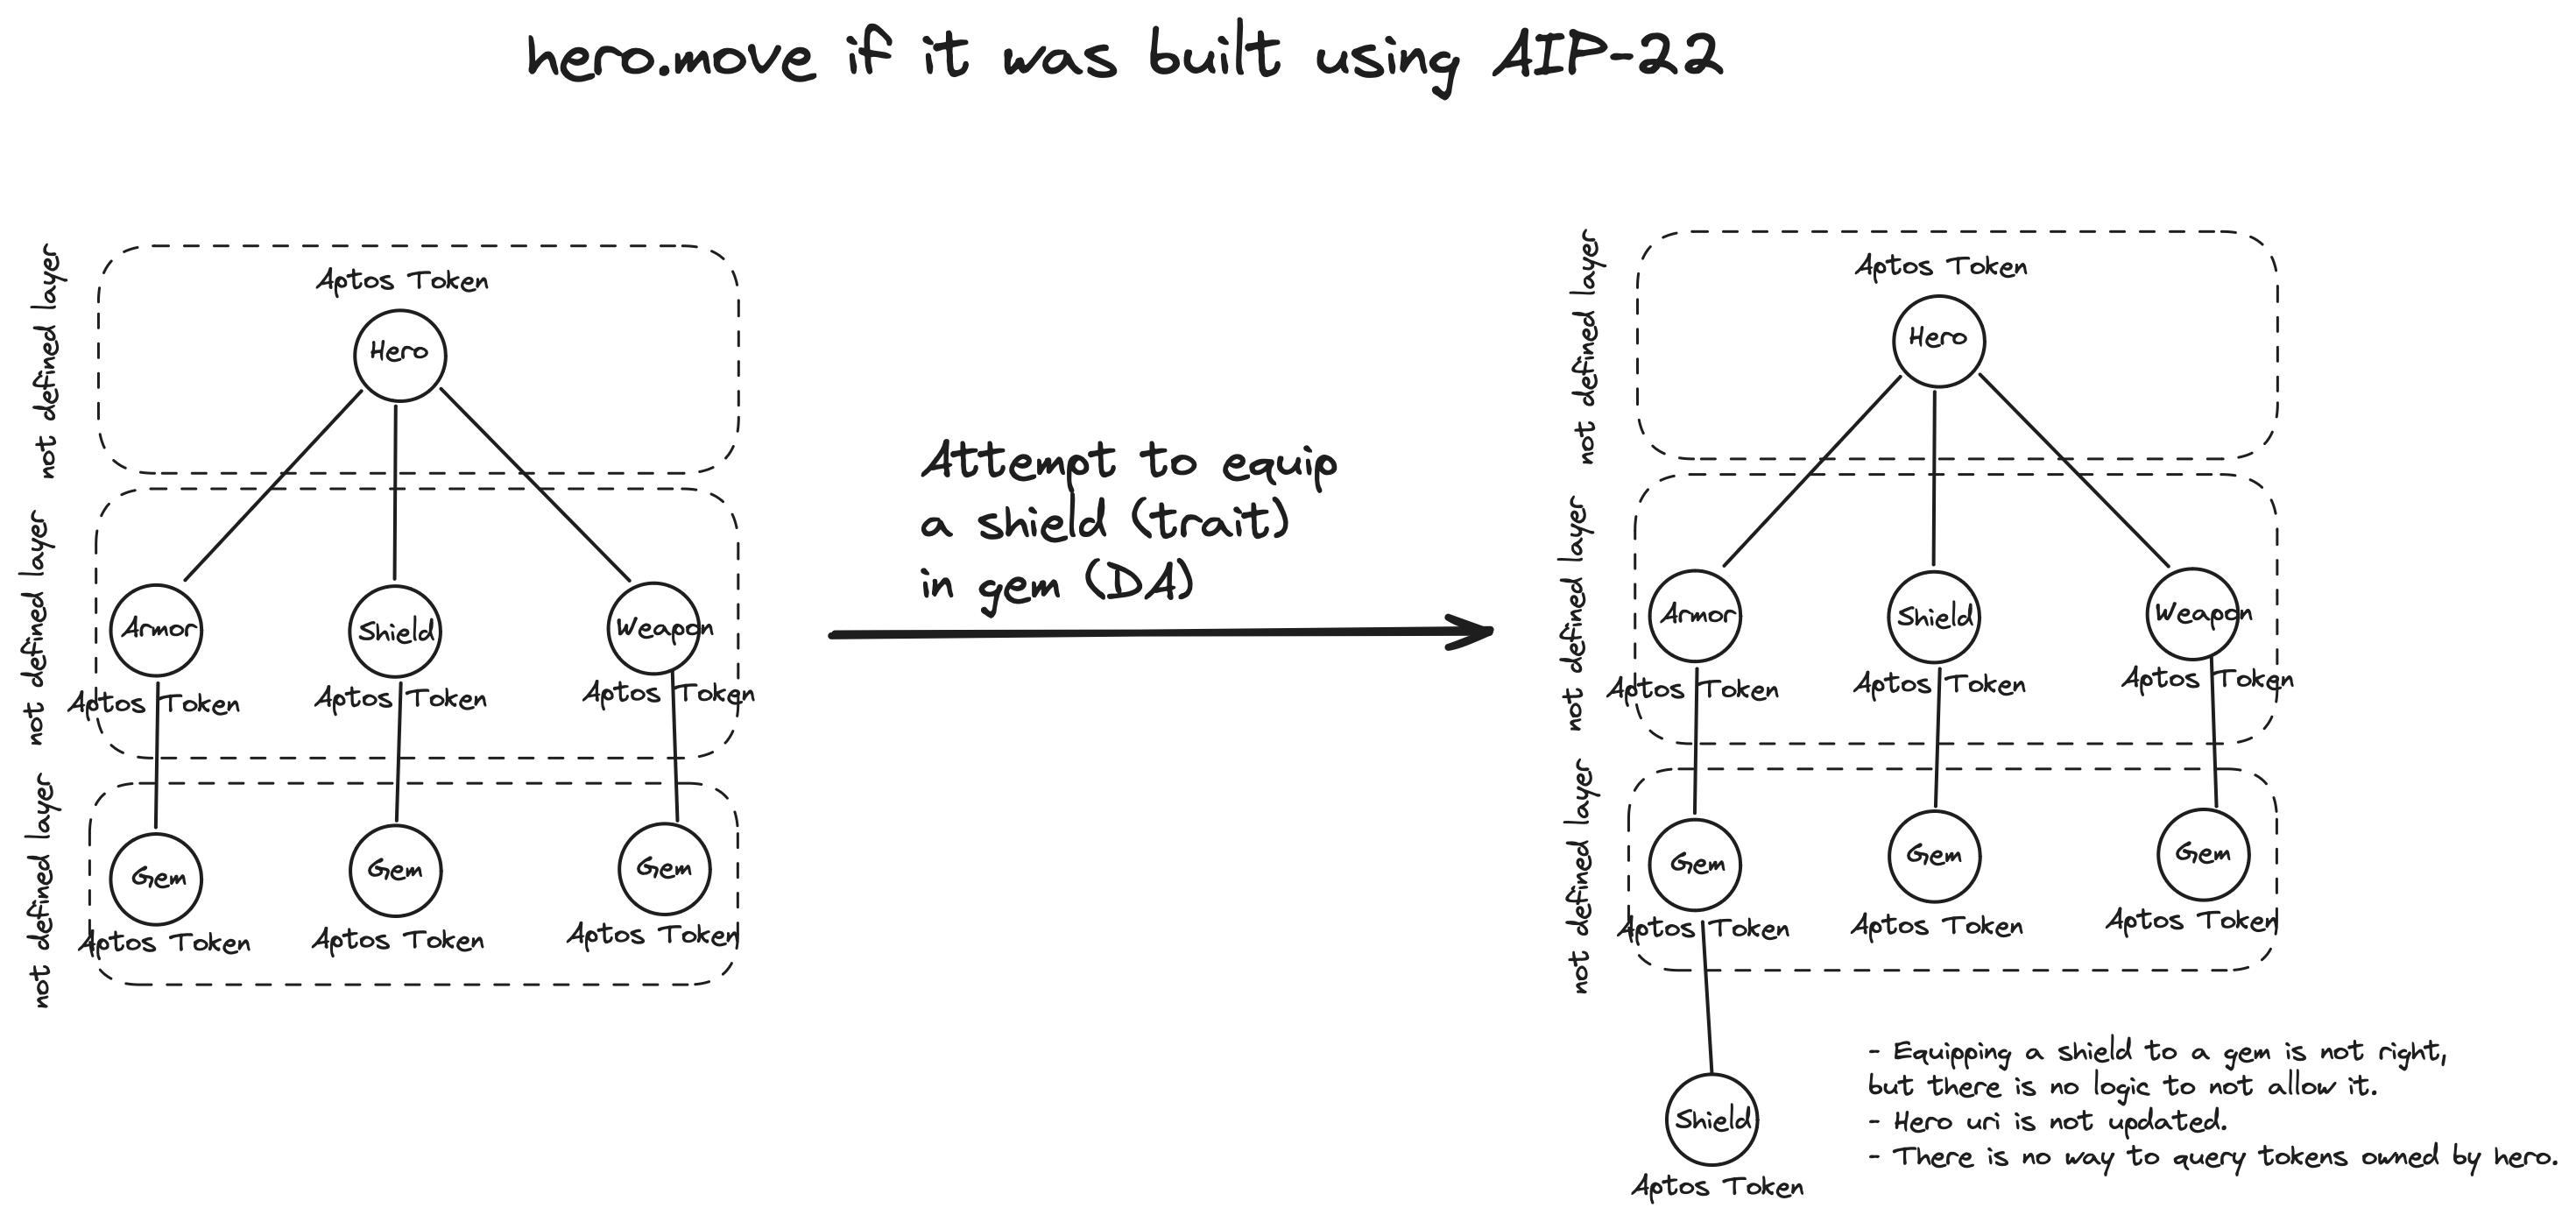 hero.move if it was built using AIP-22
not defined layer
Aptos Token
Hero
not defined layer
Armor
Shield
Weapon
Aptos Token
Aptos Token
Aptos Token
not defined layer
Gem
Gem
Gem
Aptos Token
Aptos Token
Aptos Token
Attempt to equip
a shield (trait)
in gem (DA)
not defined layer
Aptos Token
Hero
not defined layer
Armor
Shield
Weapon
Aptos Token
Aptos Token
Aptos Token
not defined layer
Gem
Gem
Gem
Aptos Token
Aptos Token
Aptos Token
Shield
Aptos Token
- Equipping a shield to a gem is not right,
but there is no logic to not allow it.
- Hero uri is not updated.
- There is no way to query tokens owned by hero.